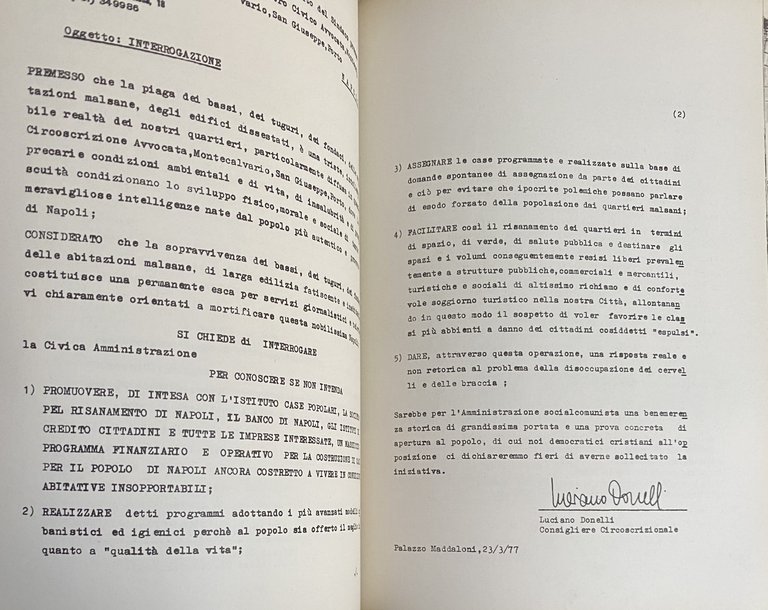 18
349986
del Sindaco
Civico Avvocata,
vario,San Giuseppe,Porto
Oggetto: INTERROGAZIONE
PREMESSO che la piaga dei bassi, dei tuguri, dei fondaci,
tazioni malsane, degli edifici dissestati, è una triste,
bile realtà dei nostri quartieri, particolarmente diffusa
Circoscrizione Avvocata,Montecalvario,San Giuseppe,Porto,
precarie condizioni ambientali e di vita, di insalubrità,
scuità condizionano lo sviluppo fisico,morale e sociale di
meravigliose intelligenze nate dal popolo più autentico e
di Napoli;
CONSIDERATO che la sopravvivenza dei bassi, dei tuguri,
delle abitazioni malsane, di larga edilizia fatiscente e
costituisce una permanente esca per servizi giornalistici e
vi chiaramente orientati a mortificare questa nobilissima
SI CHIEDE di INTERROGARE
la Civica Amministrazione
PER CONOSCERE SE NON INTENDA
1) PROMUOVERE, DI INTESA CON L'ISTITUTO CASE POPOLARI, LA
PEL RISANAMENTO DI NAPOLI, IL BANCO DI NAPOLI, GLI ISTITUTI
CREDITO CITTADINI E TUTTE LE IMPRESE INTERESSATE, UN
PROGRAMMA FINANZIARIO E OPERATIVO PER LA COSTRUZIONE DI
PER IL POPOLO DI NAPOLI ANCORA COSTRETTO A VIVERE IN
ABITATIVE INSOPPORTABILI;
2) REALIZZARE detti programmi adottando i più avanzati
banistici ed igienici perchè al popolo sia offerto il
quanto a "qualità della vita";
(2)
3) ASSEGNARE le case programmate e realizzate sulla base di
domande spontanee di assegnazione da parte dei cittadini
e ciò per evitare che ipocrite polemiche possano parlare
di esodo forzato della popolazione dai quartieri malsani;
4) FACILITARE così il risanamento dei quartieri in termini
di spazio, di verde, di salute pubblica e destinare gli
spazi e i volumi conseguentemente resisi liberi prevalen
temente a strutture pubbliche,commerciali e mercantili,
turistiche e sociali di altissimo richiamo e di conforte
vole soggiorno turistico nella nostra Città, allontanan
do in questo modo il sospetto di voler favorire le clas
si più abbienti a danno dei cittadini cosiddetti "espulsi".
5) DARE, attraverso questa operazione, una risposta reale e
non retorica al problema della disoccupazione dei cervel
li e delle braccia ;
Sarebbe per l'Amministrazione socialcomunista una benemeren
za storica di grandissima portata e una prova concreta di
apertura al popolo, di cui noi democratici cristiani all'op
posizione ci dichiareremmo fieri di averne sollecitato la
iniziativa.
Luciano Donelli
Luciano Donelli
Consigliere Circoscrizionale
Palazzo Maddaloni,23/3/77